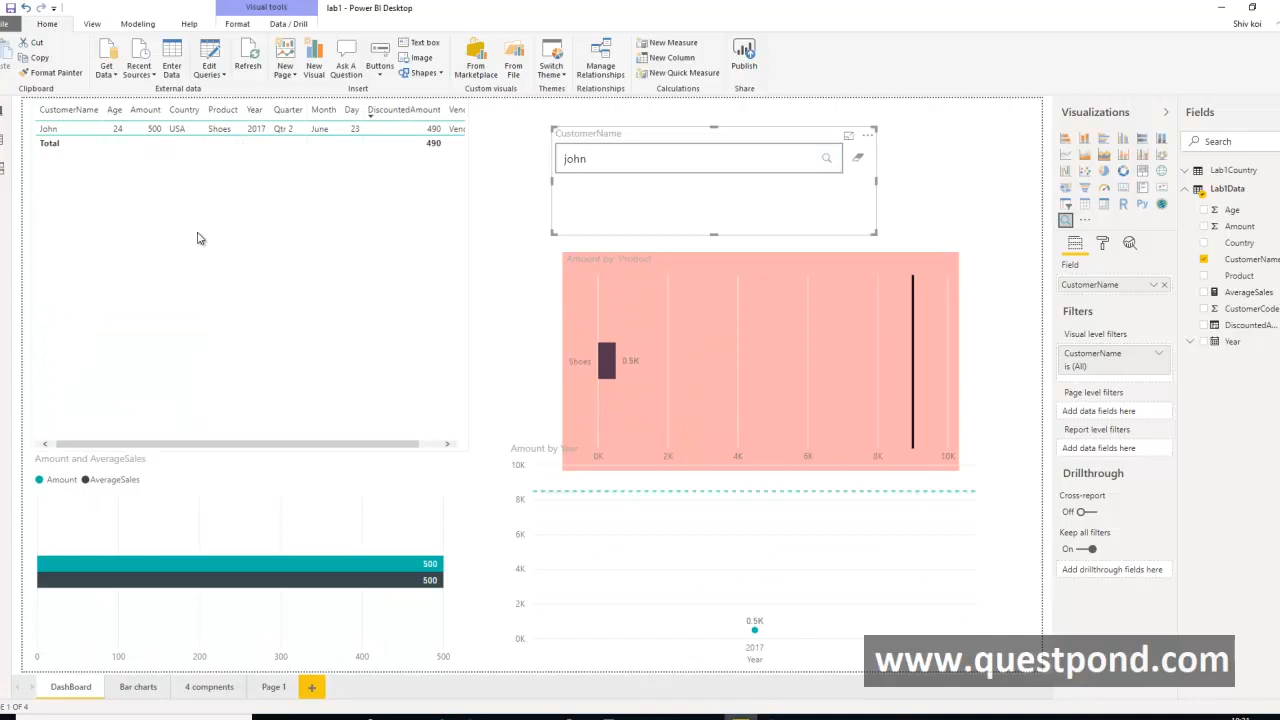 Visual tools
lab1 - Power BI Desktop
Home View Modeling Help Format Data / Drill
Shiv koi
Cut
Copy
Format Painter
Clipboard
Get Data
Recent Sources
Enter Data
Edit Queries
Refresh
External data
New Page
New Visual
Ask A Question
Buttons
Text box
Image
Shapes
Insert
From Marketplace
From File
Custom visuals
Switch Theme
Themes
Manage Relationships
Relationships
New Measure
New Column
New Quick Measure
Calculations
Publish
Share
CustomerName Age Amount Country Product Year Quarter Month Day DiscountedAmount Venc
John 24 500 USA Shoes 2017 Qtr 2 June 23 490 Venc
Total 490
CustomerName
john
Amount by Product
Shoes 0.5K
0K 2K 4K 6K 8K 10K
Amount and AverageSales
Amount AverageSales
500
500
0 100 200 300 400 500
Amount by Year
10K
8K
6K
4K
2K
0K
0.5K
2017
Year
Visualizations
R Py
Field
CustomerName
Filters
Visual level filters
CustomerName
is (All)
Page level filters
Add data fields here
Report level filters
Add data fields here
Drillthrough
Cross-report
Off
Keep all filters
On
Add drillthrough fields here
Fields
Search
Lab1Country
Lab1Data
Age
Amount
Country
CustomerName
Product
AverageSales
CustomerCode
DiscountedA...
Year
www.questpond.com
DashBoard Bar charts 4 compnents Page 1
E 1 OF 4